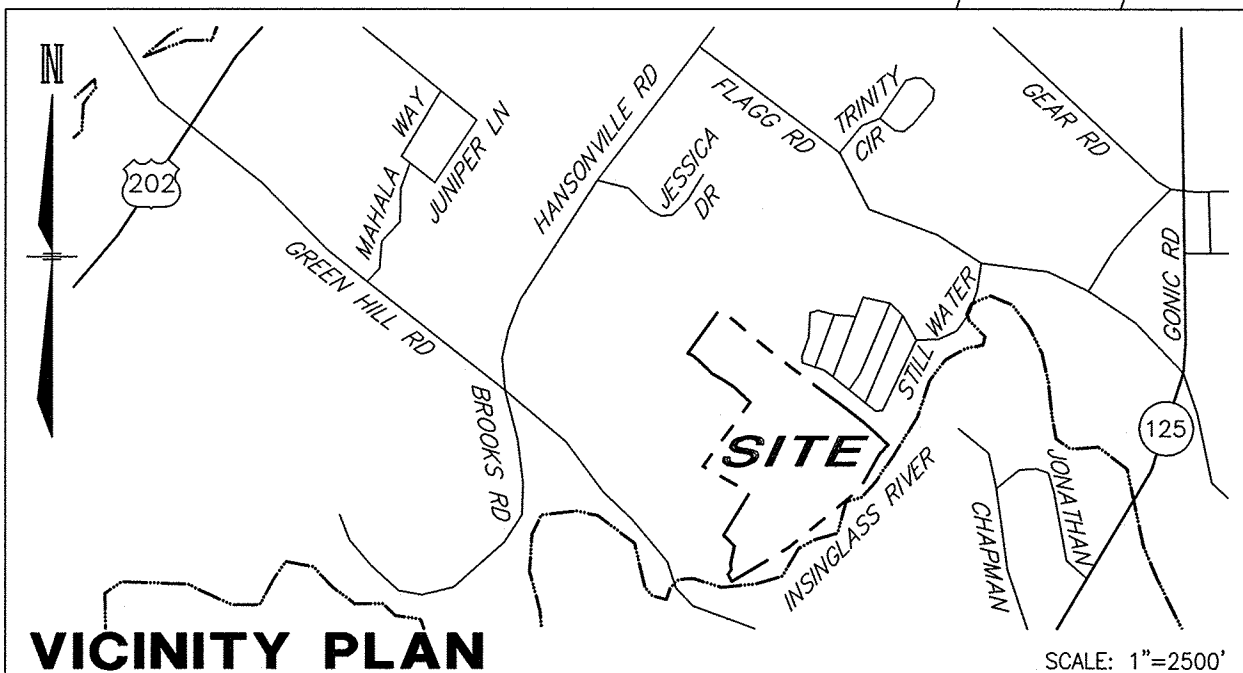 N
202
MAHALA WAY
JUNIPER LN
HANSONVILLE RD
FLAGG RD
TRINITY
CIR
GEAR RD
JESSICA
DR
GREEN HILL RD
STILL WATER
GONIC RD
BROOKS RD
SITE
125
INSINGLASS RIVER
CHAPMAN
JONATHAN
VICINITY PLAN
SCALE: 1"=2500'